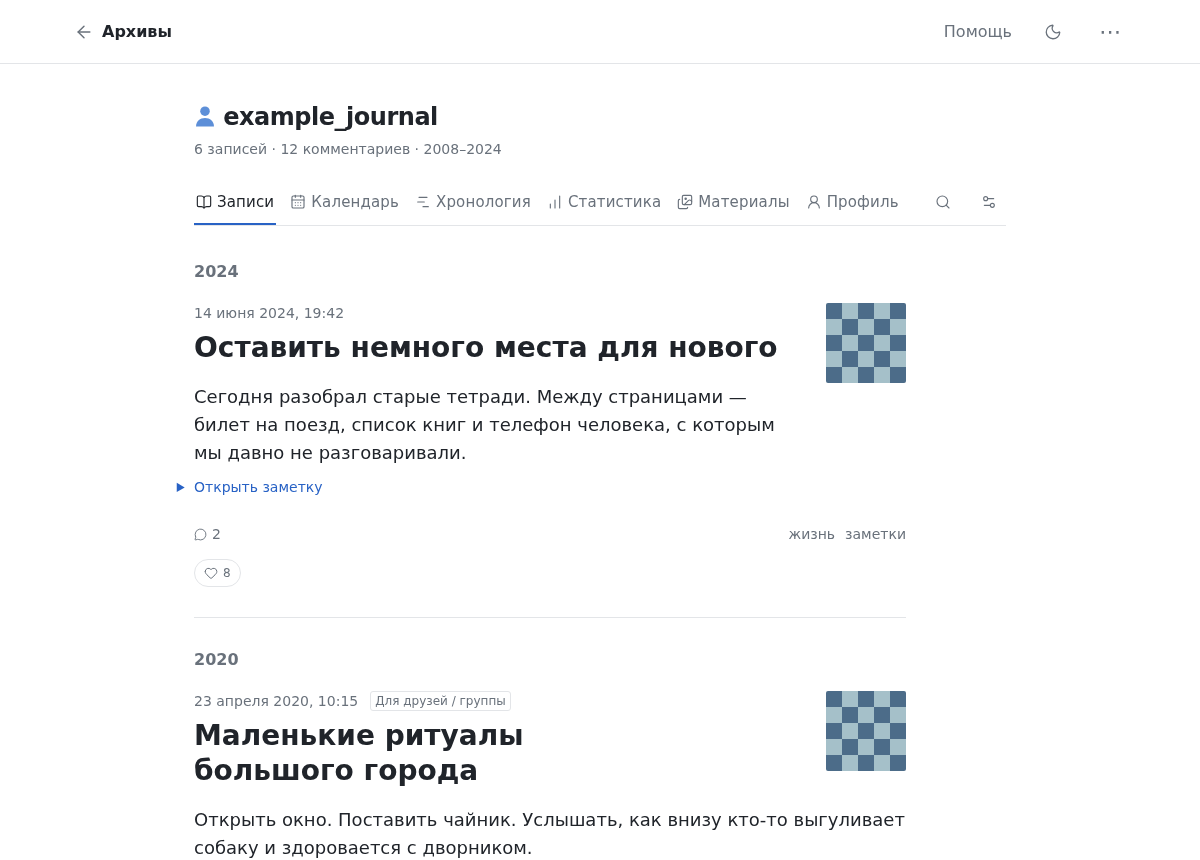 Архивы
Помощь
example_journal
6 записей · 12 комментариев · 2008–2024
Записи Календарь Хронология Статистика Материалы Профиль
2024
14 июня 2024, 19:42
Оставить немного места для нового
Сегодня разобрал старые тетради. Между страницами —
билет на поезд, список книг и телефон человека, с которым
мы давно не разговаривали.
Открыть заметку
2
жизнь заметки
8
2020
23 апреля 2020, 10:15 Для друзей / группы
Маленькие ритуалы
большого города
Открыть окно. Поставить чайник. Услышать, как внизу кто-то выгуливает
собаку и здоровается с дворником.